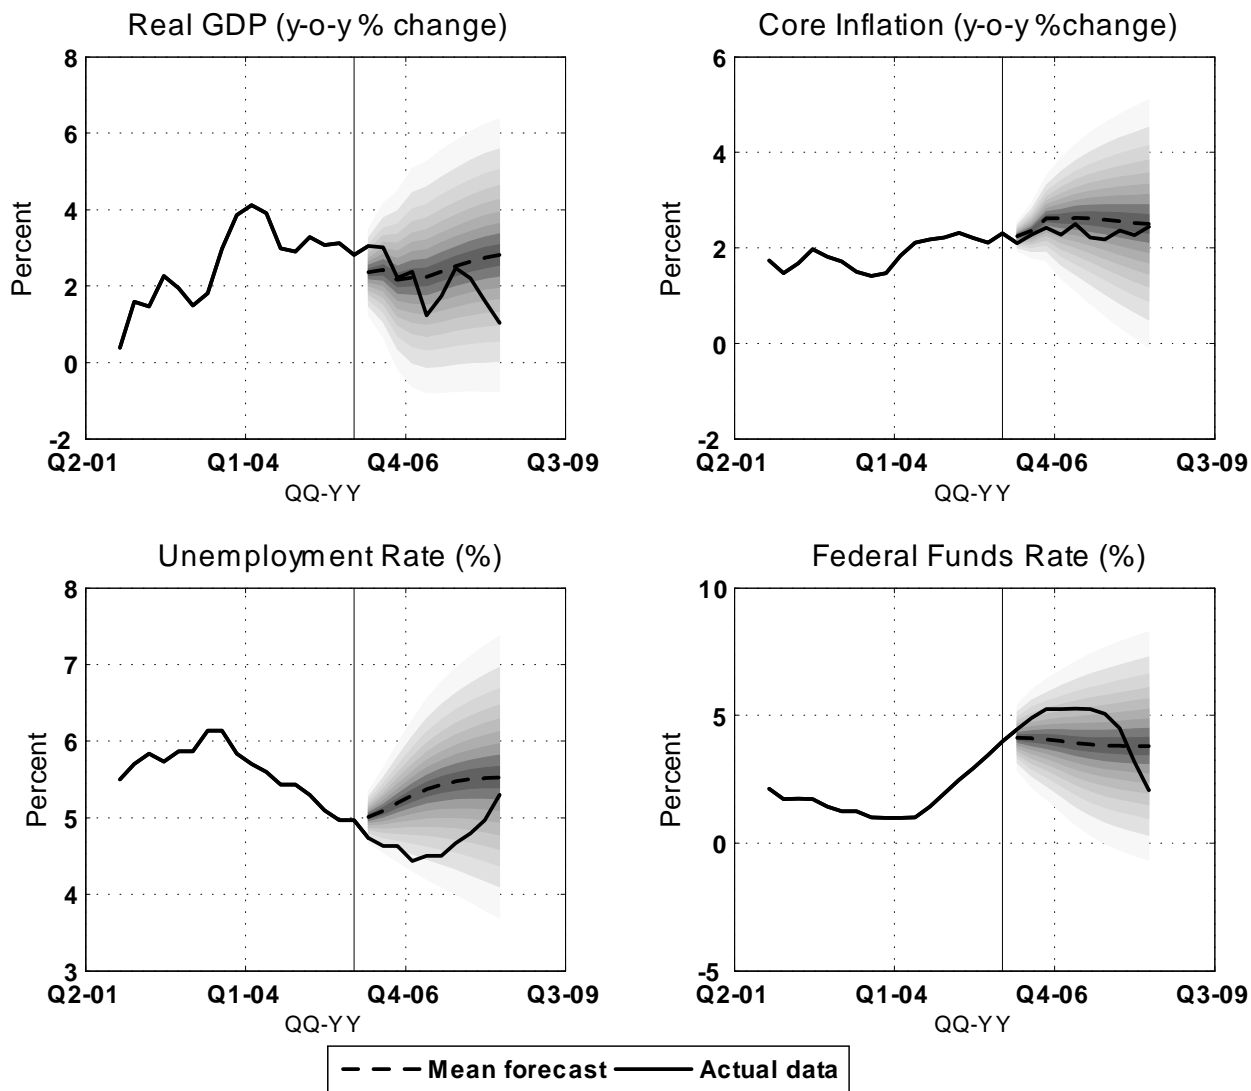 Real GDP (y-o-y % change)
Percent
8
6
4
2
0
-2
Q2-01 Q1-04 Q4-06 Q3-09
QQ-YY
Core Inflation (y-o-y %change)
Percent
6
4
2
0
-2
Q2-01 Q1-04 Q4-06 Q3-09
QQ-YY
Unemployment Rate (%)
Percent
8
7
6
5
4
3
Q2-01 Q1-04 Q4-06 Q3-09
QQ-YY
Federal Funds Rate (%)
Percent
10
5
0
-5
Q2-01 Q1-04 Q4-06 Q3-09
QQ-YY
Mean forecast Actual data